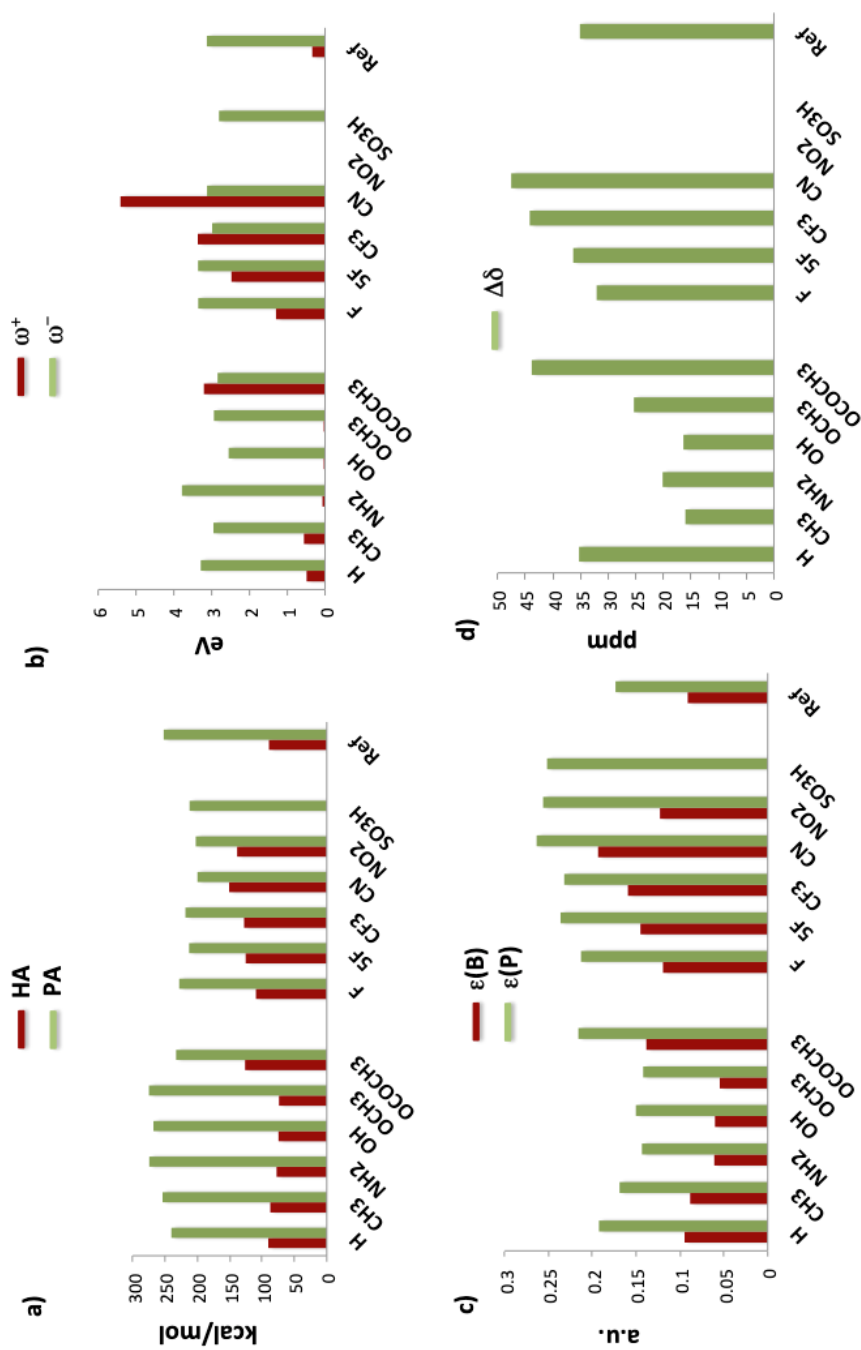 a)
HA
PA
kcal/mol
300
250
200
150
100
50
0
H
CH3
NH2
OH
OCH3
OCOCH3
F
5F
CF3
CN
NO2
SO3H
Ref
b)
ω+
ω−
eV
6
5
4
3
2
1
0
H
CH3
NH2
OH
OCH3
OCOCH3
F
5F
CF3
CN
NO2
SO3H
Ref
c)
ε(B)
ε(P)
a.u.
0.3
0.25
0.2
0.15
0.1
0.05
0
H
CH3
NH2
OH
OCH3
OCOCH3
F
5F
CF3
CN
NO2
SO3H
Ref
d)
Δδ
ppm
50
45
40
35
30
25
20
15
10
5
0
H
CH3
NH2
OH
OCH3
OCOCH3
F
5F
CF3
CN
NO2
SO3H
Ref